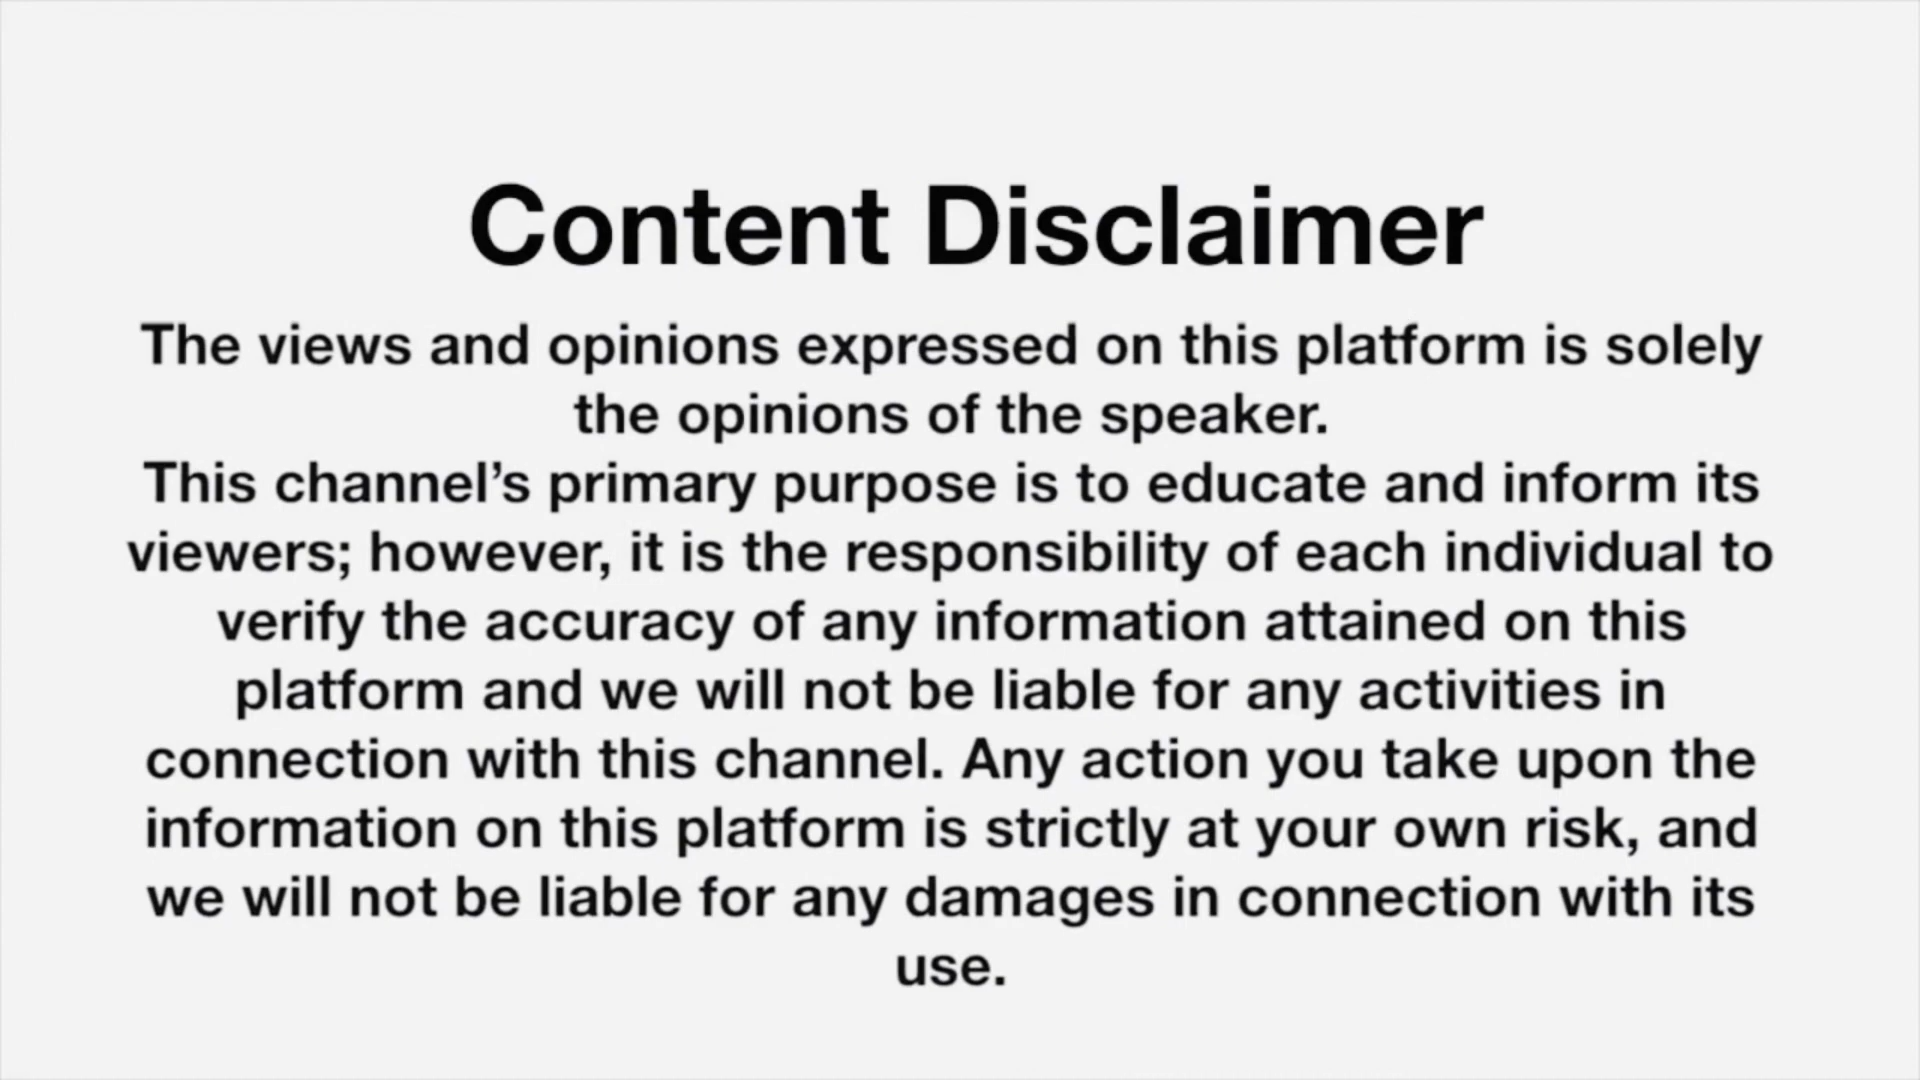 Content Disclaimer
The views and opinions expressed on this platform is solely
the opinions of the speaker.
This channel’s primary purpose is to educate and inform its
viewers; however, it is the responsibility of each individual to
verify the accuracy of any information attained on this
platform and we will not be liable for any activities in
connection with this channel. Any action you take upon the
information on this platform is strictly at your own risk, and
we will not be liable for any damages in connection with its
use.